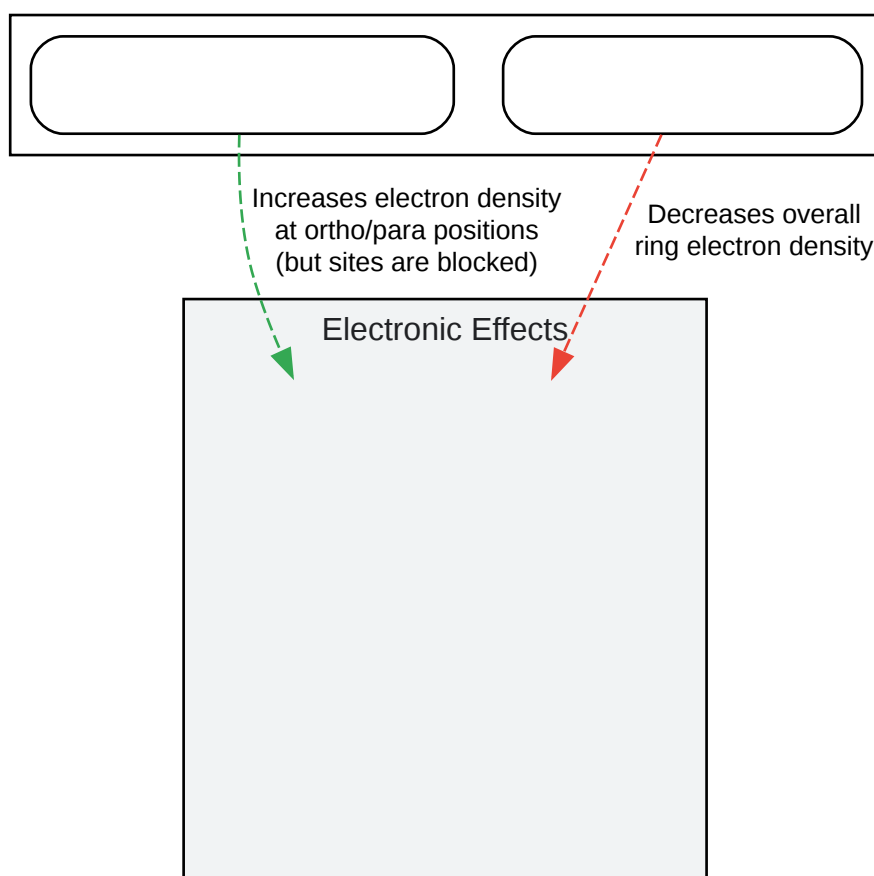 Increases electron density
at ortho/para positions
(but sites are blocked)
Decreases overall
ring electron density
Electronic Effects